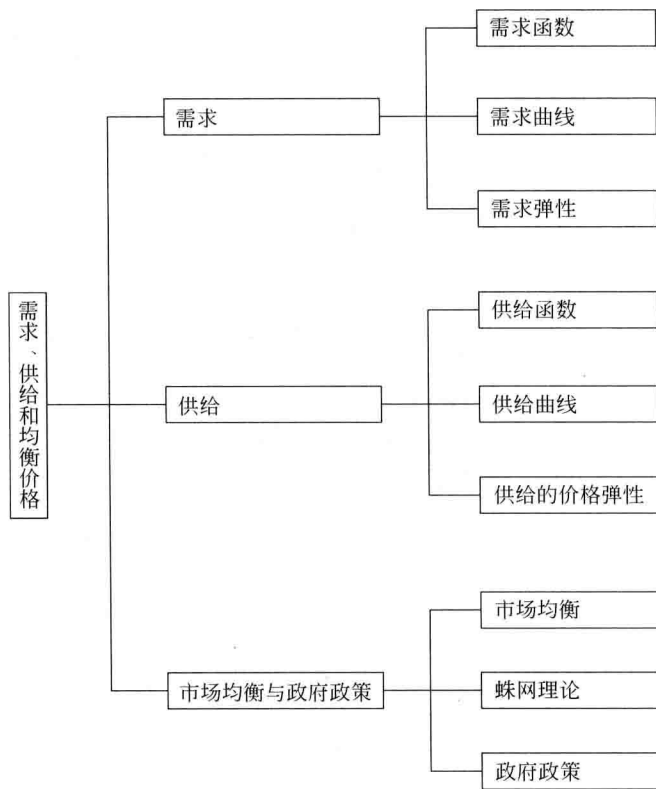 需求、供给和均衡价格
需求
需求函数
需求曲线
需求弹性
供给
供给函数
供给曲线
供给的价格弹性
市场均衡与政府政策
市场均衡
蛛网理论
政府政策